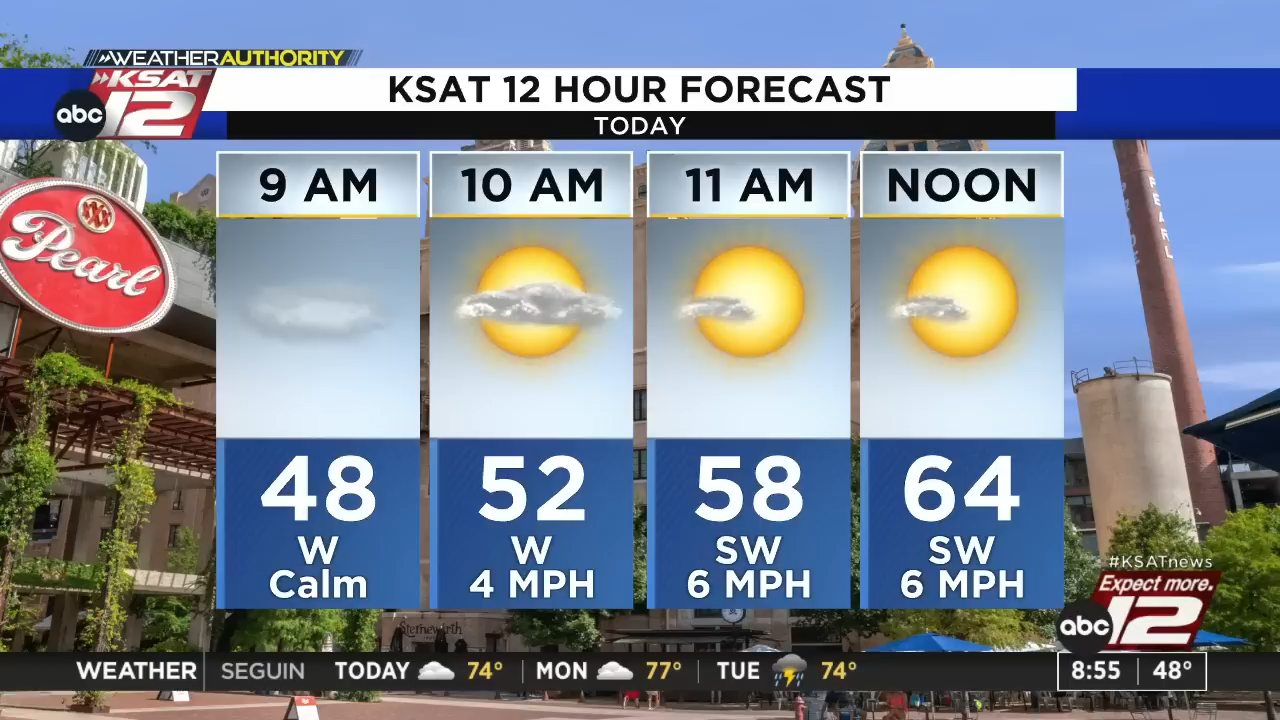 WEATHERAUTHORITY
KSAT
12
abc
KSAT 12 HOUR FORECAST
TODAY
9 AM
10 AM
11 AM
NOON
Pearl
PEARL
48
52
58
64
W
W
SW
SW
Calm
4 MPH
6 MPH
6 MPH
#KSATnews
Expect more.
abc
12
WEATHER SEGUIN TODAY 74° MON 77° TUE 74° 8:55 48°